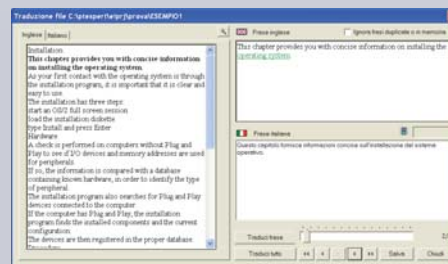 Traduzione file C:\ptexpert\erprj\prova\ESEMPIO1
Inglese Italiano
Installation
This chapter provides you with concise information
on installing the operating system.
As your first contact with the operating system is through
the installation program, it is important that it is clear and
easy to use.
The installation has three steps:
start an OS/2 full screen session
load the installation diskette
type Install and press Enter
Hardware
A check is performed on computers without Plug and
Play to see if I/O devices and memory addresses are used
for peripherals.
If so, the information is compared with a database
containing known hardware, in order to identify the type
of peripheral.
The installation program also searches for Plug and Play
devices connected to the computer.
If the computer has Plug and Play, the installation
program finds the installed components and the current
configuration.
The devices are then registered in the proper database.
Frase inglese
Ignora frasi duplicate o in memoria
This chapter provides you with concise information on installing the
operating system.
Frase italiana
Questo capitolo fornisce informazioni concise sull'installazione del sistema
operativo.
Traduci frase
Traduci tutto
Salva
Chiudi